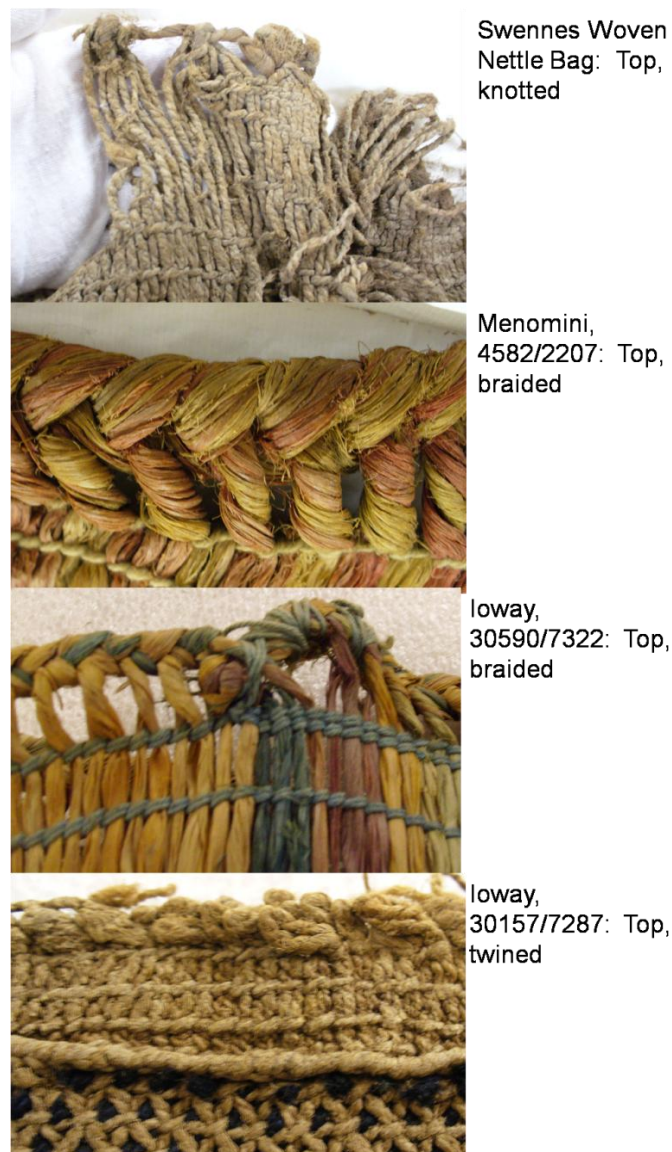 Swennes Woven
Nettle Bag:  Top,
knotted
Menomini,
4582/2207:  Top,
braided
Ioway,
30590/7322:  Top,
braided
Ioway,
30157/7287:  Top,
twined